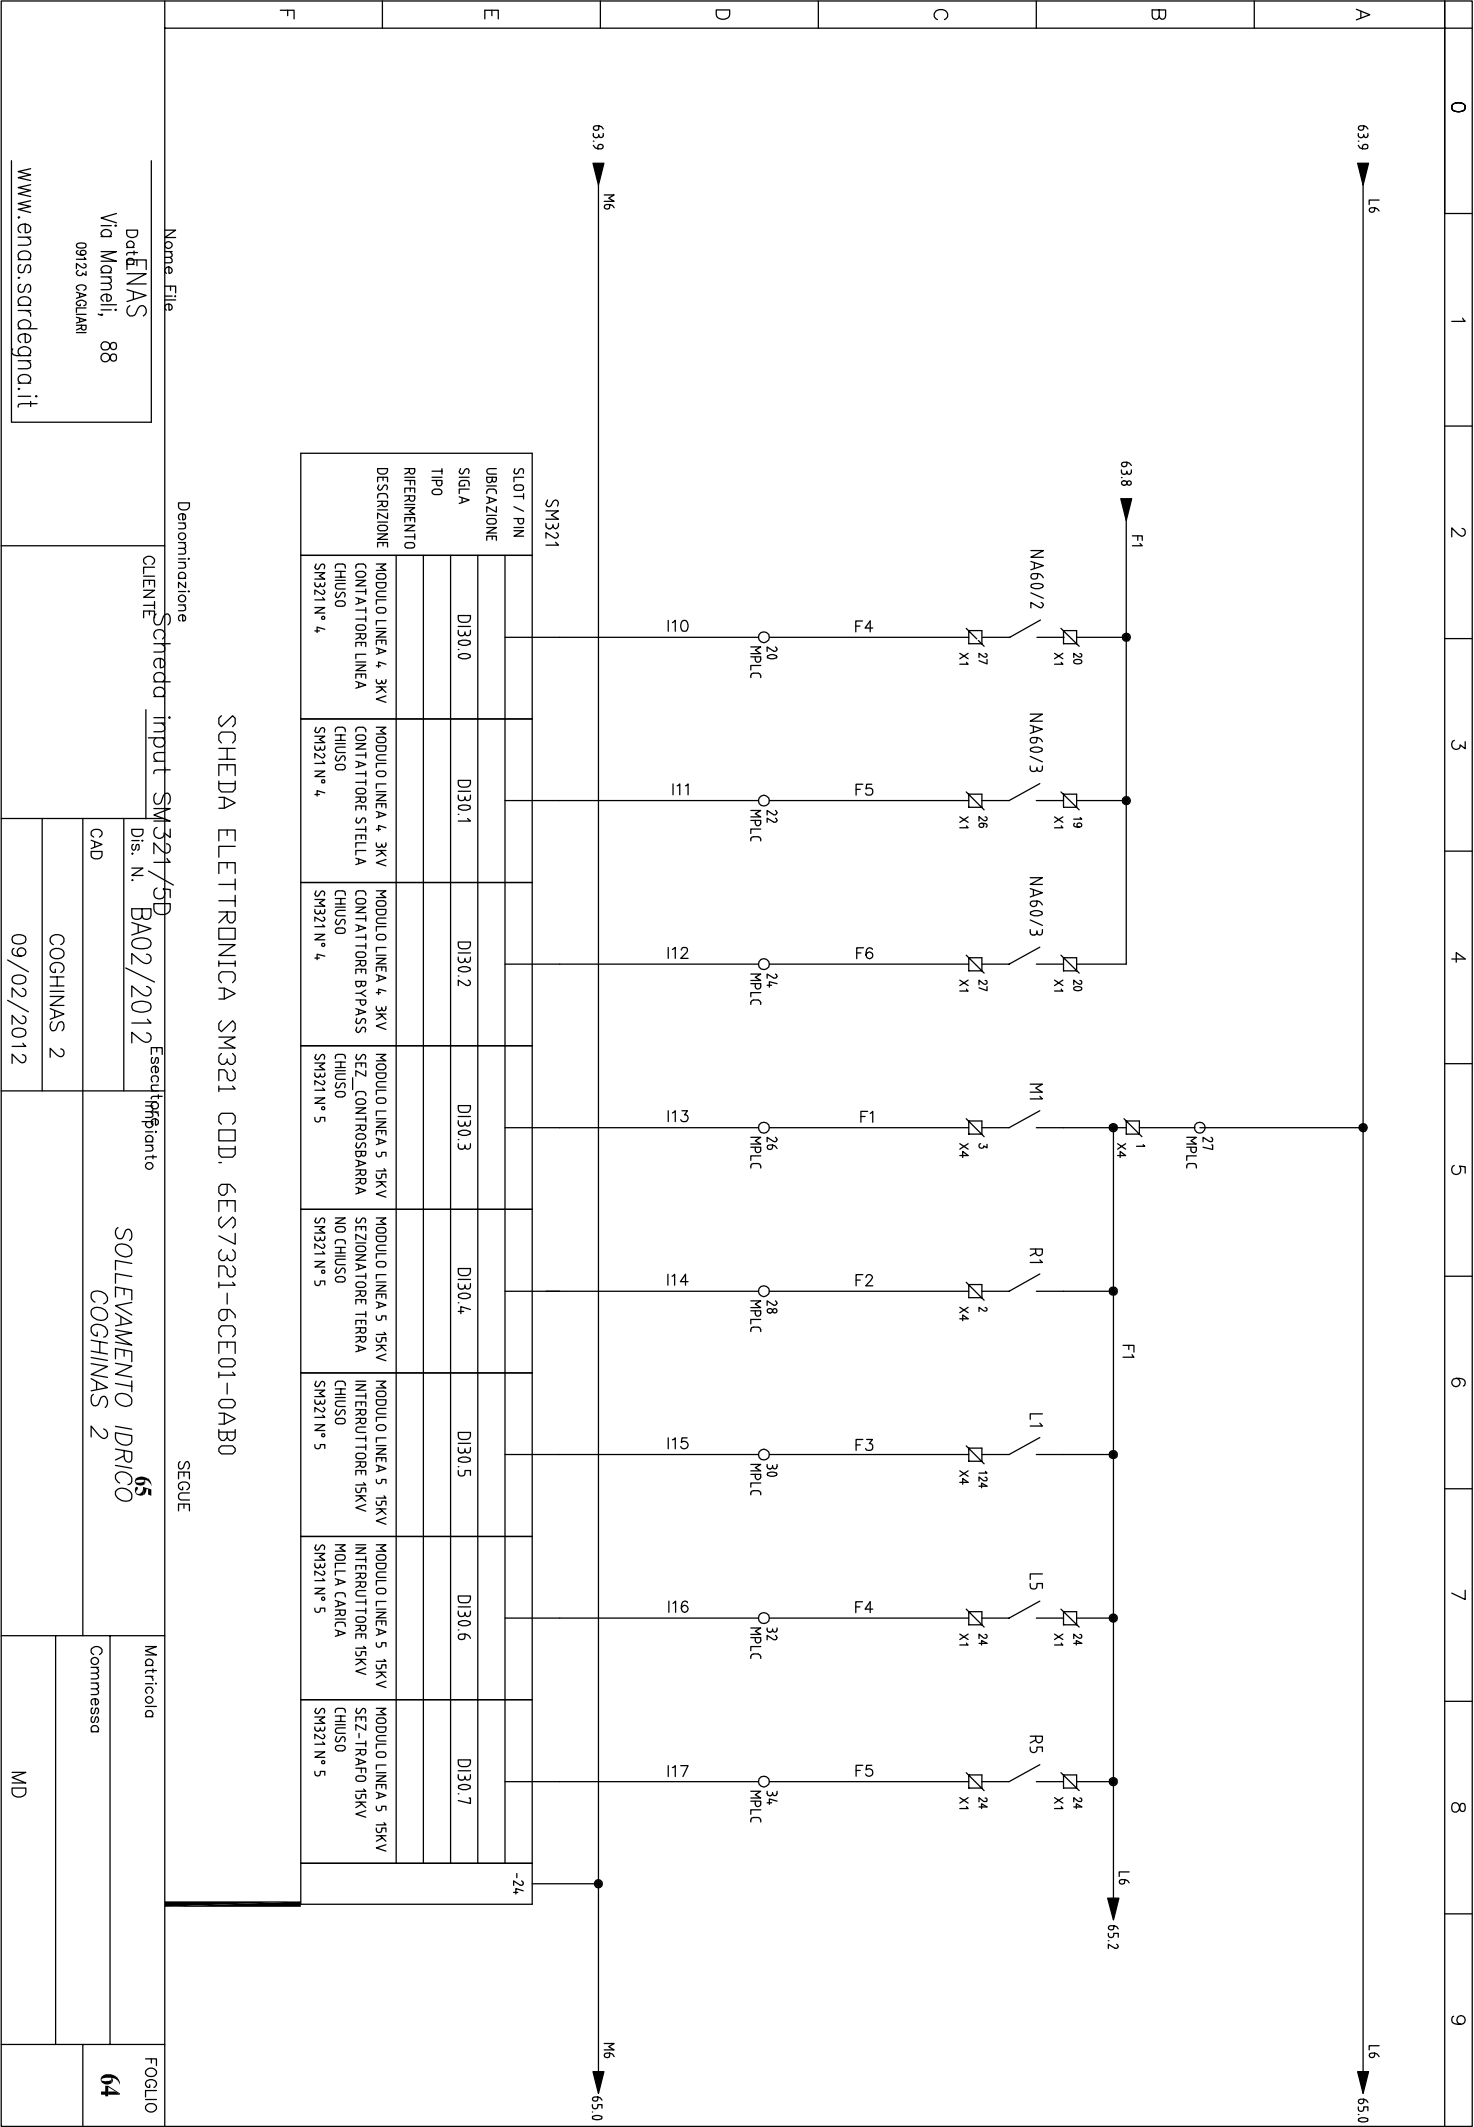 0 1 2 3 4 5 6 7 8 9
A
B
C
D
E
F
63.9 L6 L6 65.0
27
MPLC
1
X4
63.8 F1
F1
L6 65.2
20
X1
19
X1
20
X1
24
X1
24
X1
NA60/2 NA60/3 NA60/3 M1 R1 L1 L5 R5
27
X1
26
X1
27
X1
3
X4
2
X4
124
X4
24
X1
24
X1
F4 F5 F6 F1 F2 F3 F4 F5
20
MPLC
22
MPLC
24
MPLC
26
MPLC
28
MPLC
30
MPLC
32
MPLC
34
MPLC
I10 I11 I12 I13 I14 I15 I16 I17
63.9 M6 M6 65.0
SM321
SLOT / PIN -24
UBICAZIONE
SIGLA DI30.0 DI30.1 DI30.2 DI30.3 DI30.4 DI30.5 DI30.6 DI30.7
TIPO
RIFERIMENTO
DESCRIZIONE
MODULO LINEA 4 3KV
CONTATTORE LINEA
CHIUSO
SM321 N° 4
MODULO LINEA 4 3KV
CONTATTORE STELLA
CHIUSO
SM321 N° 4
MODULO LINEA 4 3KV
CONTATTORE BYPASS
CHIUSO
SM321 N° 4
MODULO LINEA 5 15KV
SEZ_CONTROSBARRA
CHIUSO
SM321 N° 5
MODULO LINEA 5 15KV
SEZIONATORE TERRA
NO CHIUSO
SM321 N° 5
MODULO LINEA 5 15KV
INTERRUTTORE 15KV
CHIUSO
SM321 N° 5
MODULO LINEA 5 15KV
INTERRUTTORE 15KV
MOLLA CARICA
SM321 N° 5
MODULO LINEA 5 15KV
SEZ-TRAFO 15KV
CHIUSO
SM321 N° 5
SCHEDA ELETTRONICA SM321 COD. 6ES7321-6CE01-0AB0
Nome File
Data
ENAS
Via Mameli, 88
09123 CAGLIARI
www.enas.sardegna.it
Denominazione
CLIENTE
Scheda input SM321/5D
Dis. N. BA02/2012
CAD
COGHINAS 2
09/02/2012
Esecutore
Impianto
SOLLEVAMENTO IDRICO
COGHINAS 2
SEGUE
65
Matricola
Commessa
MD
FOGLIO
64